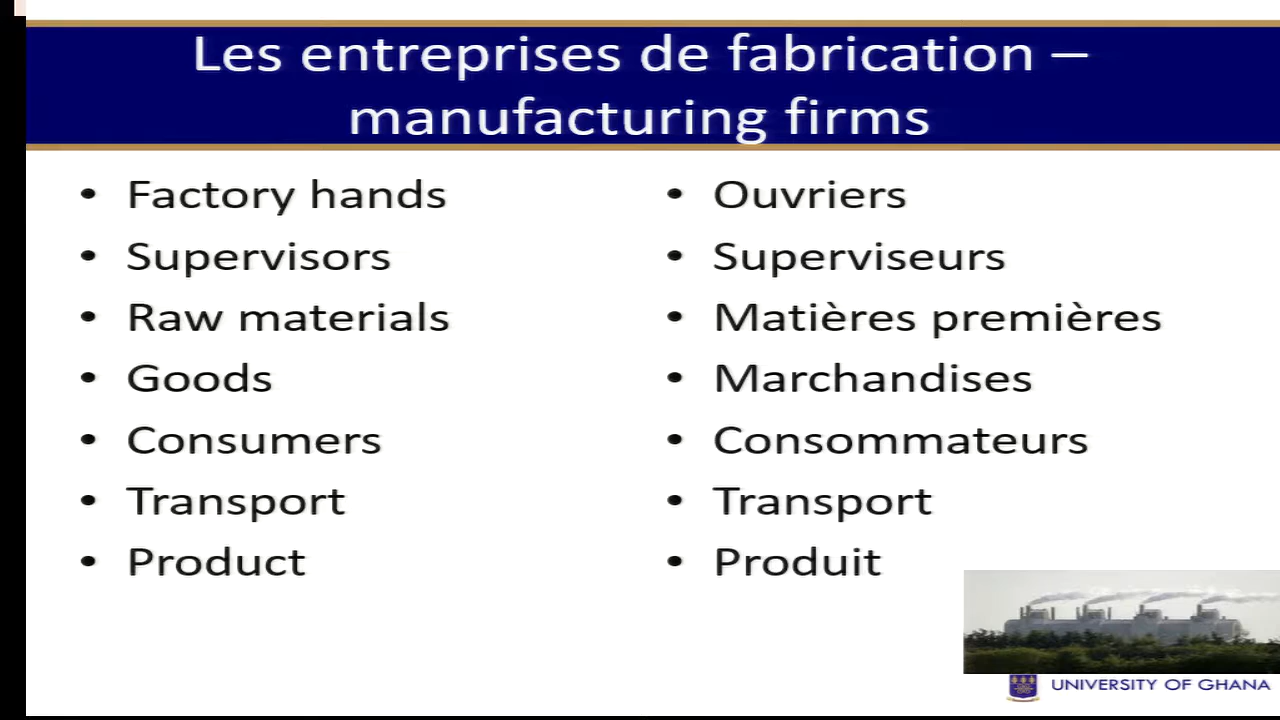 Les entreprises de fabrication –
manufacturing firms
• Factory hands
• Supervisors
• Raw materials
• Goods
• Consumers
• Transport
• Product
• Ouvriers
• Superviseurs
• Matières premières
• Marchandises
• Consommateurs
• Transport
• Produit
UNIVERSITY OF GHANA